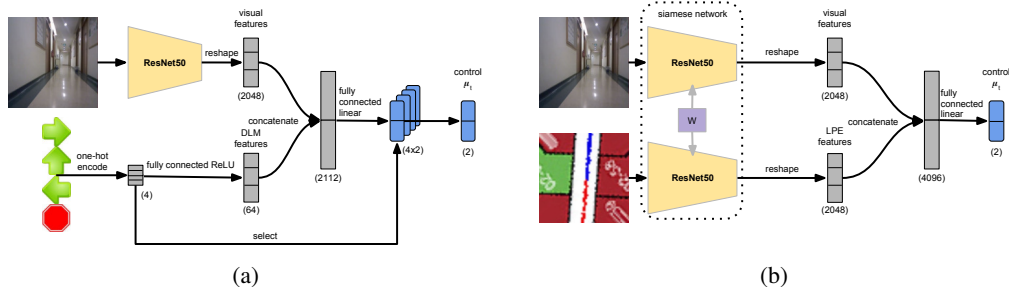 visual
features
ResNet50
reshape
(2048)
DLM
features
concatenate
fully
connected
linear
control
μt
(4x2)
(2)
(2112)
one-hot
encode
(4)
fully connected ReLU
(64)
select
(a)
siamese network
visual
features
ResNet50
reshape
(2048)
W
LPE
features
concatenate
fully
connected
linear
control
μt
(2)
(4096)
ResNet50
reshape
(2048)
(b)